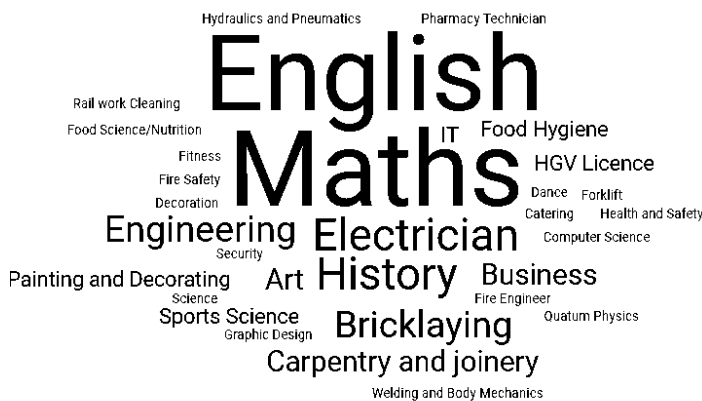 Hydraulics and Pneumatics
Pharmacy Technician
English
Rail work Cleaning
Food Science/Nutrition
IT
Food Hygiene
Maths
Fitness
HGV Licence
Fire Safety
Dance
Forklift
Decoration
Catering
Health and Safety
Engineering
Electrician
Computer Science
Security
Painting and Decorating
Art
History
Business
Science
Fire Engineer
Sports Science
Bricklaying
Quatum Physics
Graphic Design
Carpentry and joinery
Welding and Body Mechanics